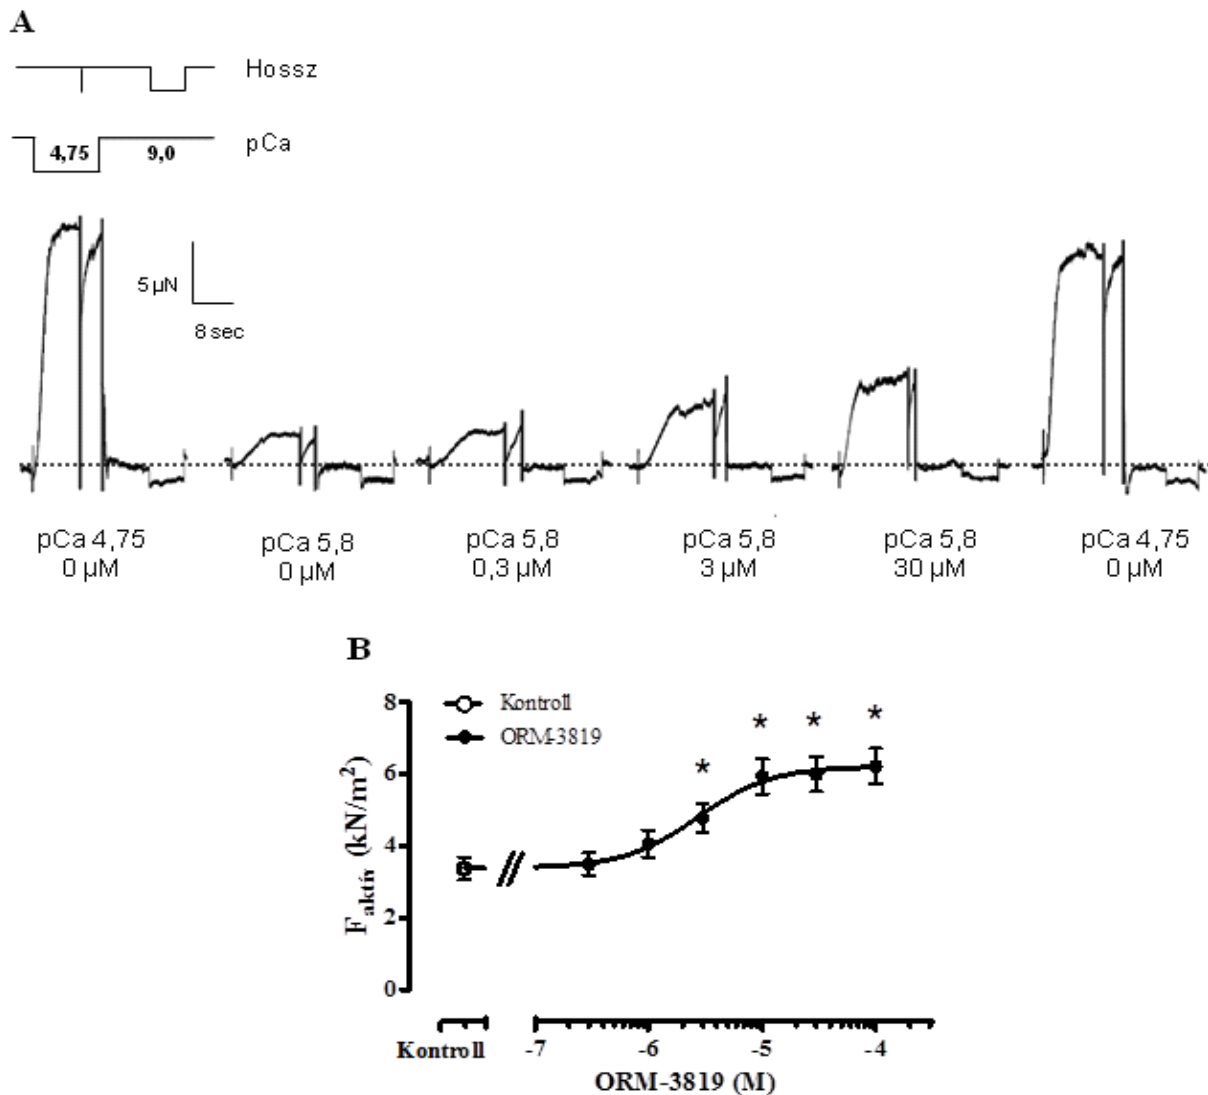 A
Hossz
pCa
4,75
9,0
5 µN
8 sec
pCa 4,75
0 µM
pCa 5,8
0 µM
pCa 5,8
0,3 µM
pCa 5,8
3 µM
pCa 5,8
30 µM
pCa 4,75
0 µM
B
Kontroll
ORM-3819
*
*
*
*
8
6
4
2
0
Faktív (kN/m²)
Kontroll
-7
-6
-5
-4
ORM-3819 (M)